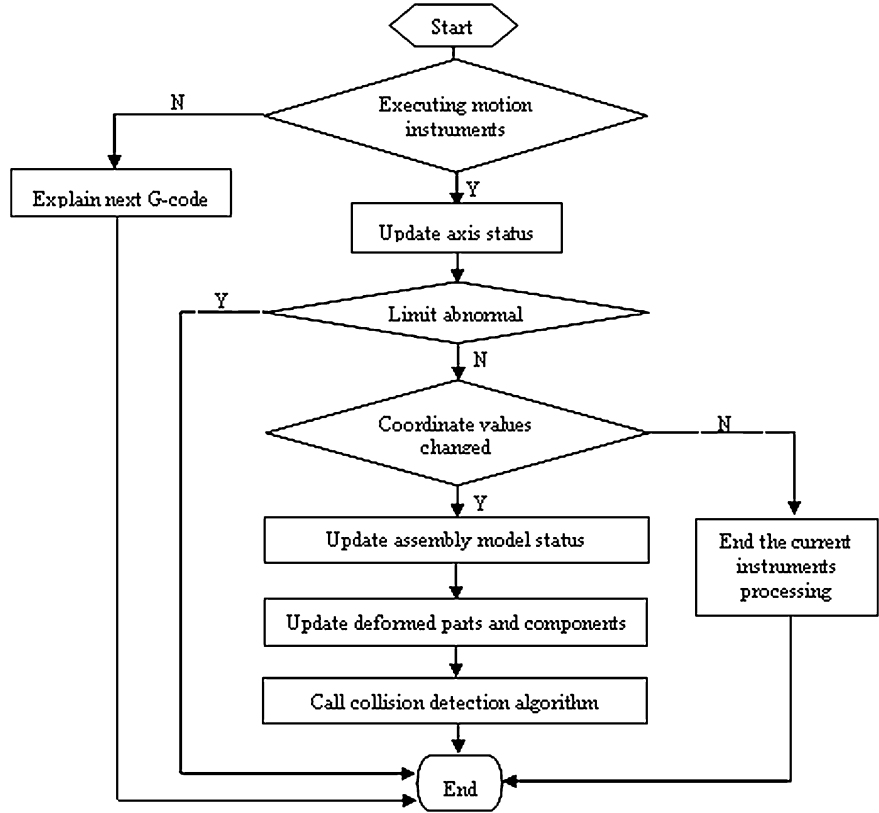 Start
Executing motion
instruments
N
Y
Explain next G-code
Update axis status
Y
Limit abnormal
N
Coordinate values
changed
N
Y
Update assembly model status
End the current
instruments
processing
Update deformed parts and components
Call collision detection algorithm
End